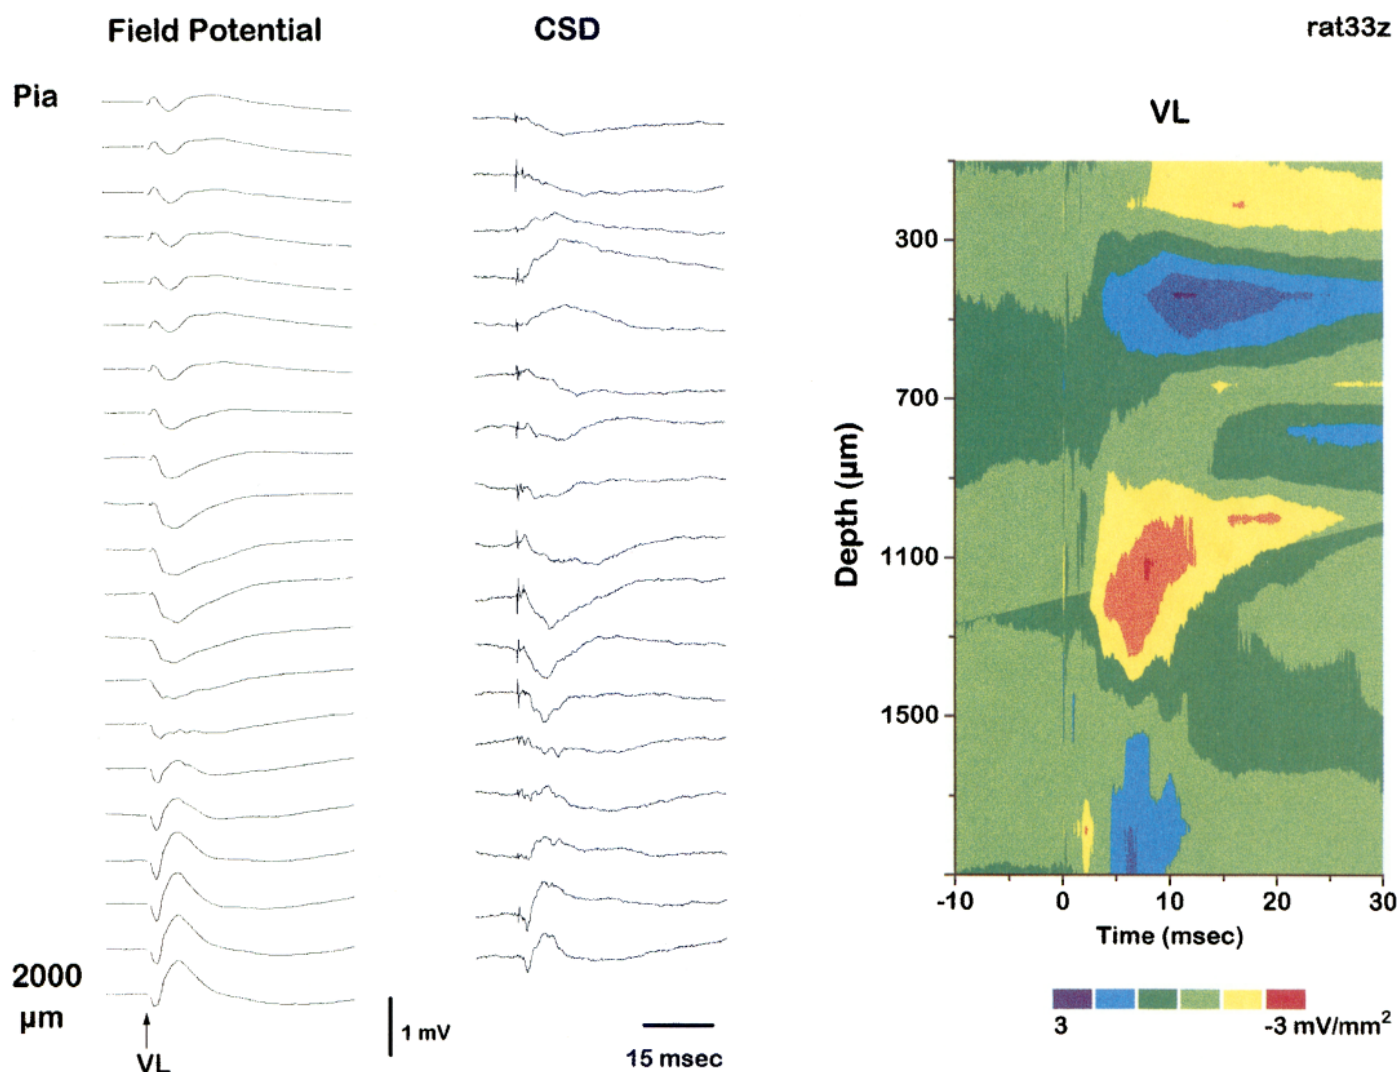 Field Potential
CSD
rat33z
Pia
VL
300
700
1100
1500
Depth (µm)
-10
0
10
20
30
Time (msec)
3
-3 mV/mm²
2000
µm
VL
1 mV
15 msec